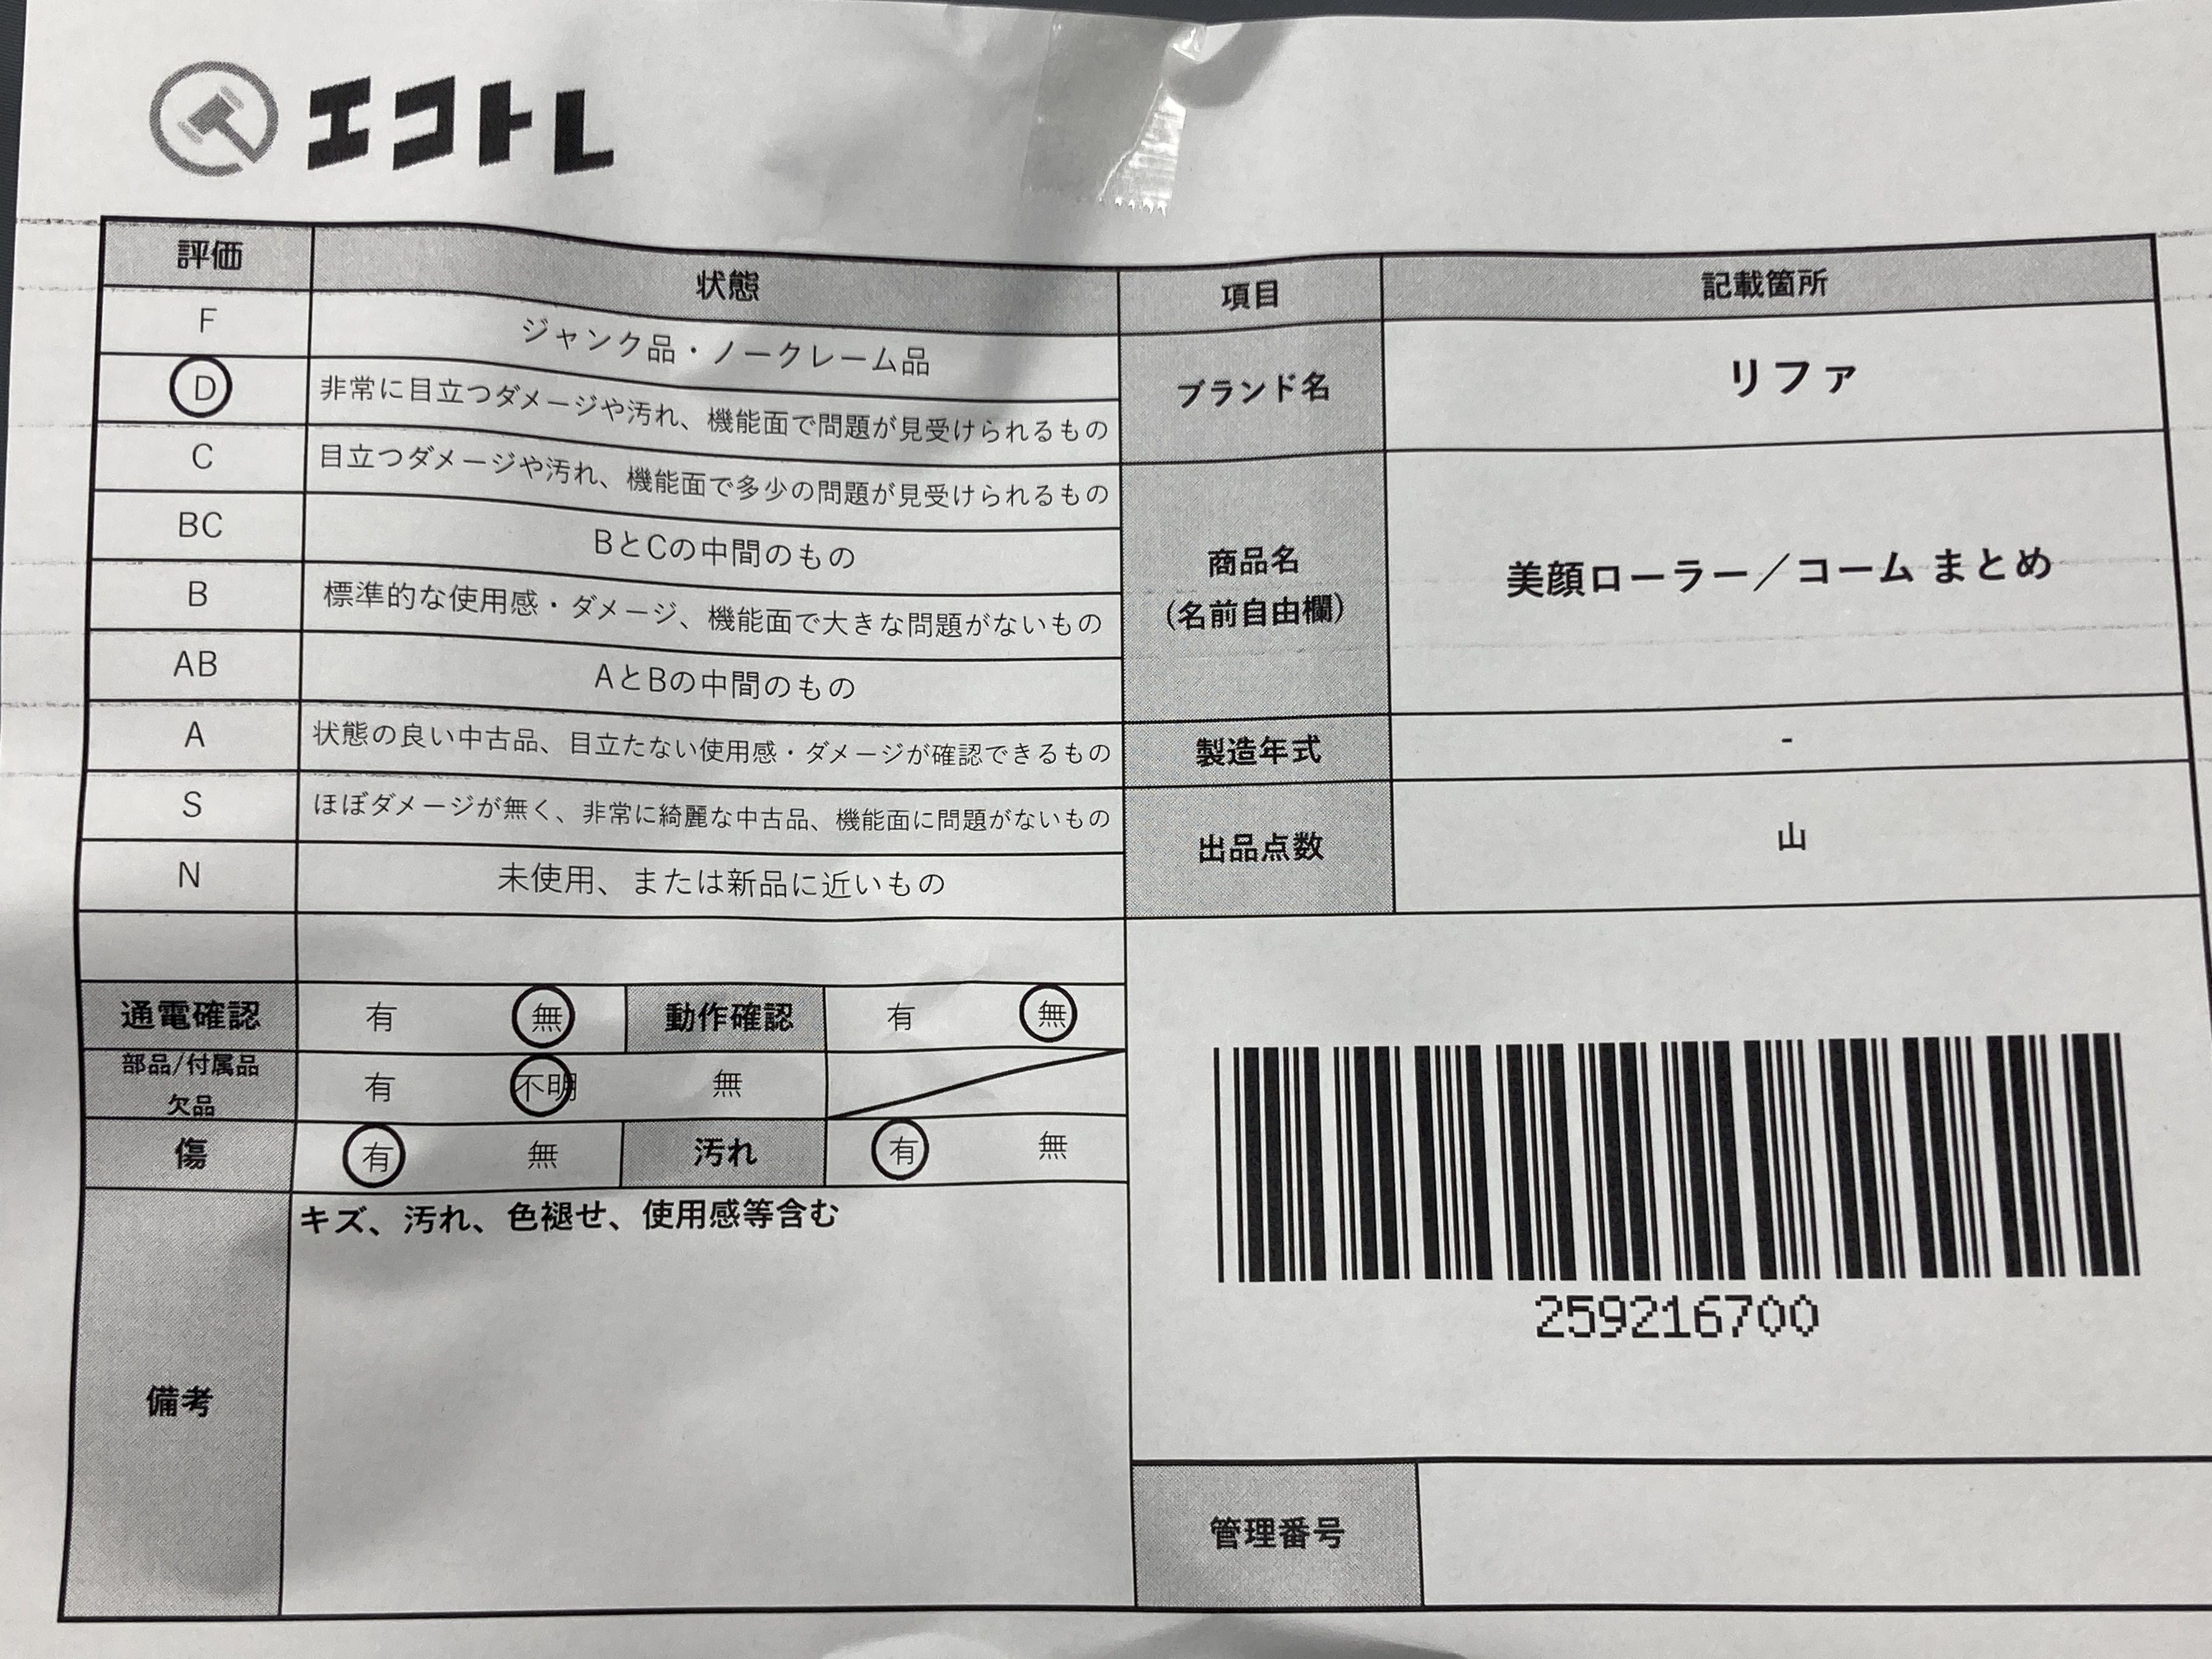 エコトレ
評価 状態
F ジャンク品・ノークレーム品
D 非常に目立つダメージや汚れ、機能面で問題が見受けられるもの
C 目立つダメージや汚れ、機能面で多少の問題が見受けられるもの
BC BとCの中間のもの
B 標準的な使用感・ダメージ、機能面で大きな問題がないもの
AB AとBの中間のもの
A 状態の良い中古品、目立たない使用感・ダメージが確認できるもの
S ほぼダメージが無く、非常に綺麗な中古品、機能面に問題がないもの
N 未使用、または新品に近いもの
通電確認 有 無 動作確認 有 無
部品/付属品
欠品
有 不明 無
傷 有 無 汚れ 有 無
備考
キズ、汚れ、色褪せ、使用感等含む
項目 記載箇所
ブランド名 リファ
商品名
(名前自由欄)
美顔ローラー／コーム まとめ
製造年式 -
出品点数 山
259216700
管理番号